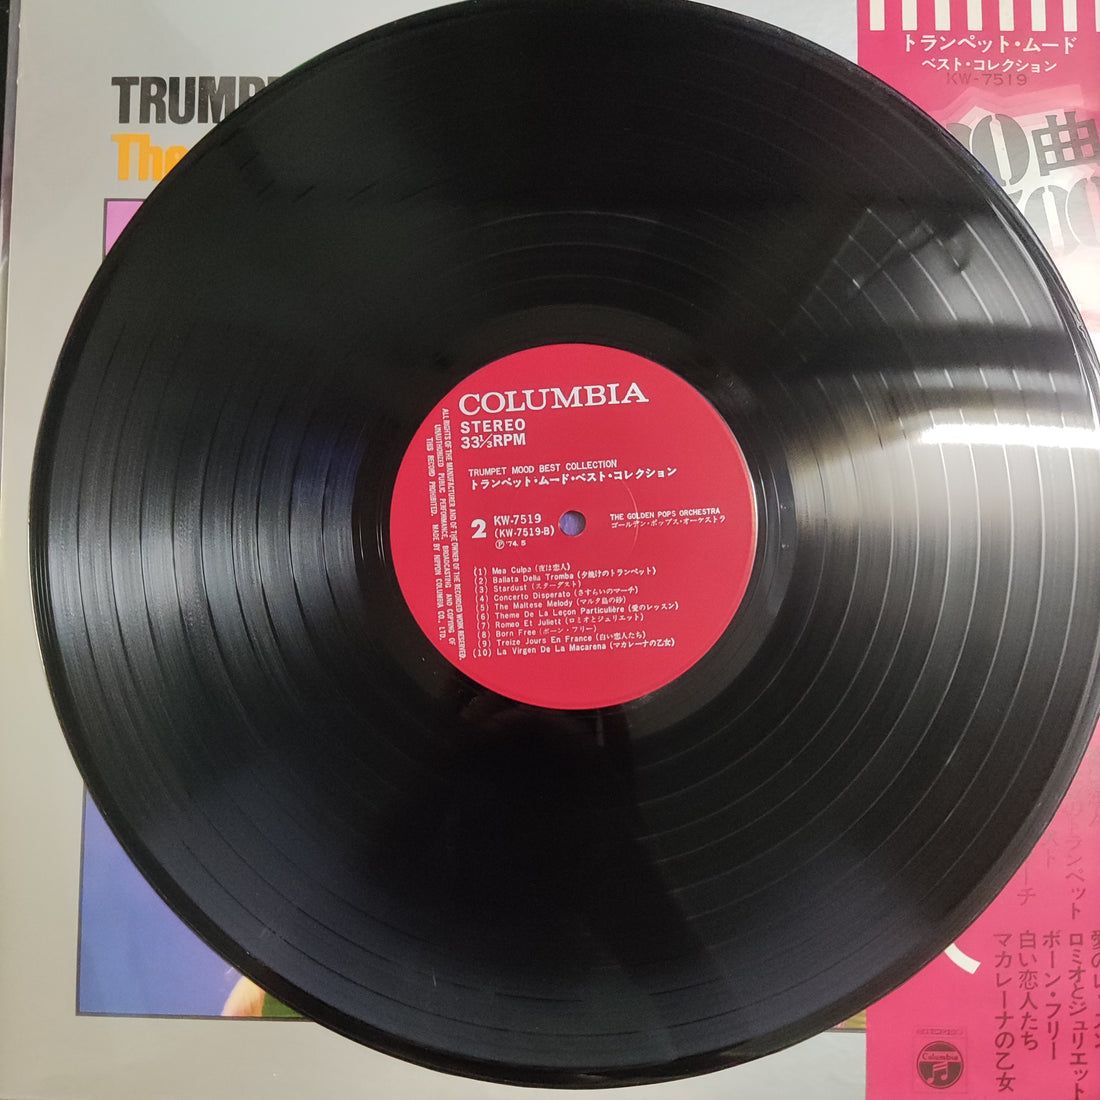 TRUMP
The
トランペット・ムード
ベスト・コレクション
KW-7519
曲
COLUMBIA
STEREO
33⅓RPM
ALL RIGHTS OF THE MANUFACTURER AND OF THE OWNER OF THE RECORDED WORK RESERVED.
UNAUTHORIZED PUBLIC PERFORMANCE, BROADCASTING AND COPYING OF
THIS RECORD PROHIBITED. MADE BY NIPPON COLUMBIA CO., LTD.
TRUMPET MOOD BEST COLLECTION
トランペット・ムード・ベスト・コレクション
2
KW-7519
(KW-7519-B)
Ⓟ '74. 5
THE GOLDEN POPS ORCHESTRA
ゴールデン・ポップス・オーケストラ
(1) Mea Culpa (夜は恋人)
(2) Ballata Della Tromba (夕焼けのトランペット)
(3) Stardust (スターダスト)
(4) Concerto Disperato (さすらいのマーチ)
(5) The Maltese Melody (マルタ島の砂)
(6) Theme De La Leçon Particulière (愛のレッスン)
(7) Romeo Et Juliett (ロミオとジュリエット)
(8) Born Free (ボーン・フリー)
(9) Treize Jours En France (白い恋人たち)
(10) La Virgen De La Macarena (マカレーナの乙女)
のトランペット
ーチ
ロミオとジュリエット
ボーン・フリー
白い恋人たち
マカレーナの乙女
Columbia